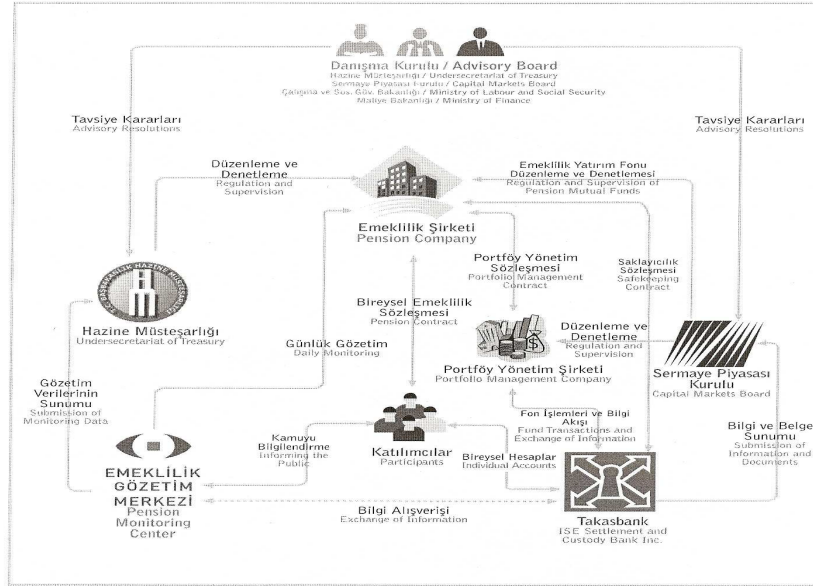 Danışma Kurulu / Advisory Board
Hazine Müsteşarlığı / Undersecretariat of Treasury
Sermaye Piyasası Kurulu / Capital Markets Board
Çalışma ve Sos. Güv. Bakanlığı / Ministry of Labour and Social Security
Maliye Bakanlığı / Ministry of Finance
Tavsiye Kararları
Advisory Resolutions
Tavsiye Kararları
Advisory Resolutions
Düzenleme ve
Denetleme
Regulation and
Supervision
Emeklilik Yatırım Fonu
Düzenleme ve Denetlemesi
Regulation and Supervision of
Pension Mutual Funds
Emeklilik Şirketi
Pension Company
Portföy Yönetim
Sözleşmesi
Portfolio Management
Contract
Saklayıcılık
Sözleşmesi
Safekeeping
Contract
T.C. BAŞBAKANLIK HAZİNE MÜSTEŞARLIĞI
Hazine Müsteşarlığı
Undersecretariat of Treasury
Bireysel Emeklilik
Sözleşmesi
Pension Contract
Günlük Gözetim
Daily Monitoring
Düzenleme ve
Denetleme
Regulation and
Supervision
Portföy Yönetim Şirketi
Portfolio Management Company
Sermaye Piyasası
Kurulu
Capital Markets Board
Gözetim
Verilerinin
Sunumu
Submission of
Monitoring Data
Fon İşlemleri ve Bilgi
Akışı
Fund Transactions and
Exchange of Information
Kamuyu
Bilgilendirme
Informing the
Public
Katılımcılar
Participants
Bireysel Hesaplar
Individual Accounts
Bilgi ve Belge
Sunumu
Submission of
Information and
Documents
EMEKLİLİK
GÖZETİM
MERKEZİ
Pension
Monitoring
Center
Bilgi Alışverişi
Exchange of Information
Takasbank
ISE Settlement and
Custody Bank Inc.